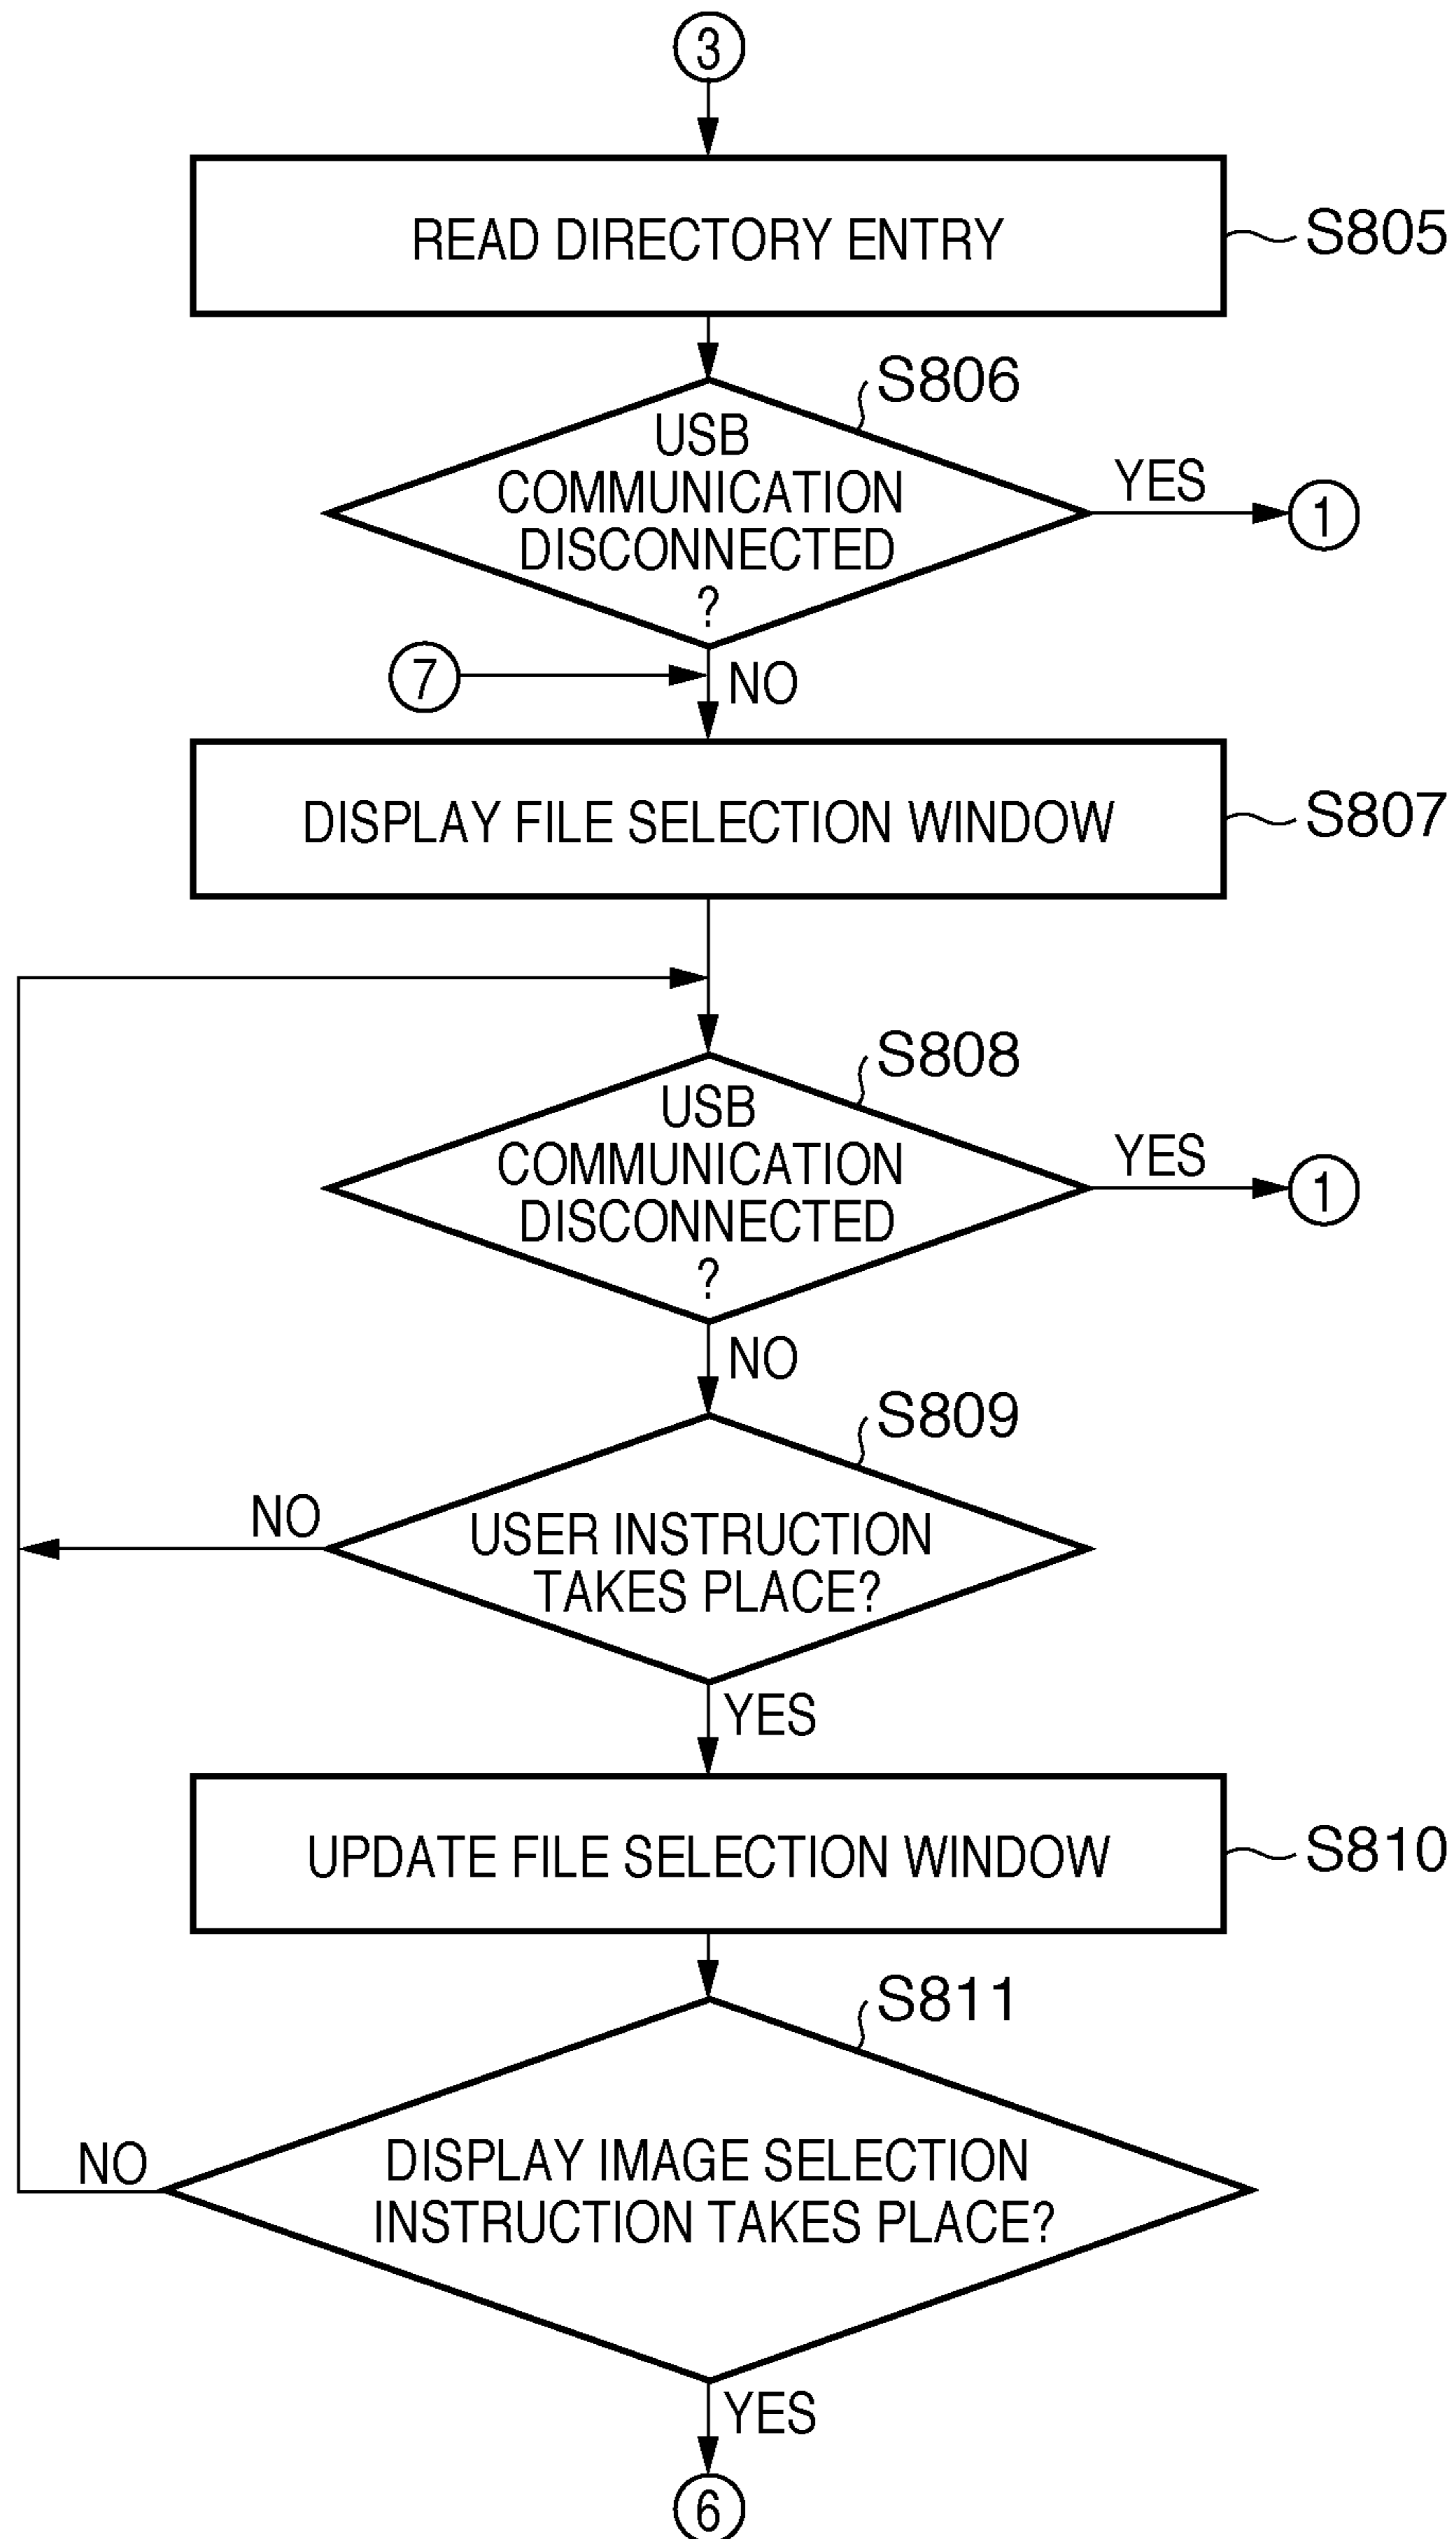 3
READ DIRECTORY ENTRY
S805
S806
USB
COMMUNICATION
DISCONNECTED
?
YES
1
7
NO
DISPLAY FILE SELECTION WINDOW
S807
S808
USB
COMMUNICATION
DISCONNECTED
?
YES
1
NO
S809
NO
USER INSTRUCTION
TAKES PLACE?
YES
UPDATE FILE SELECTION WINDOW
S810
S811
NO
DISPLAY IMAGE SELECTION
INSTRUCTION TAKES PLACE?
YES
6